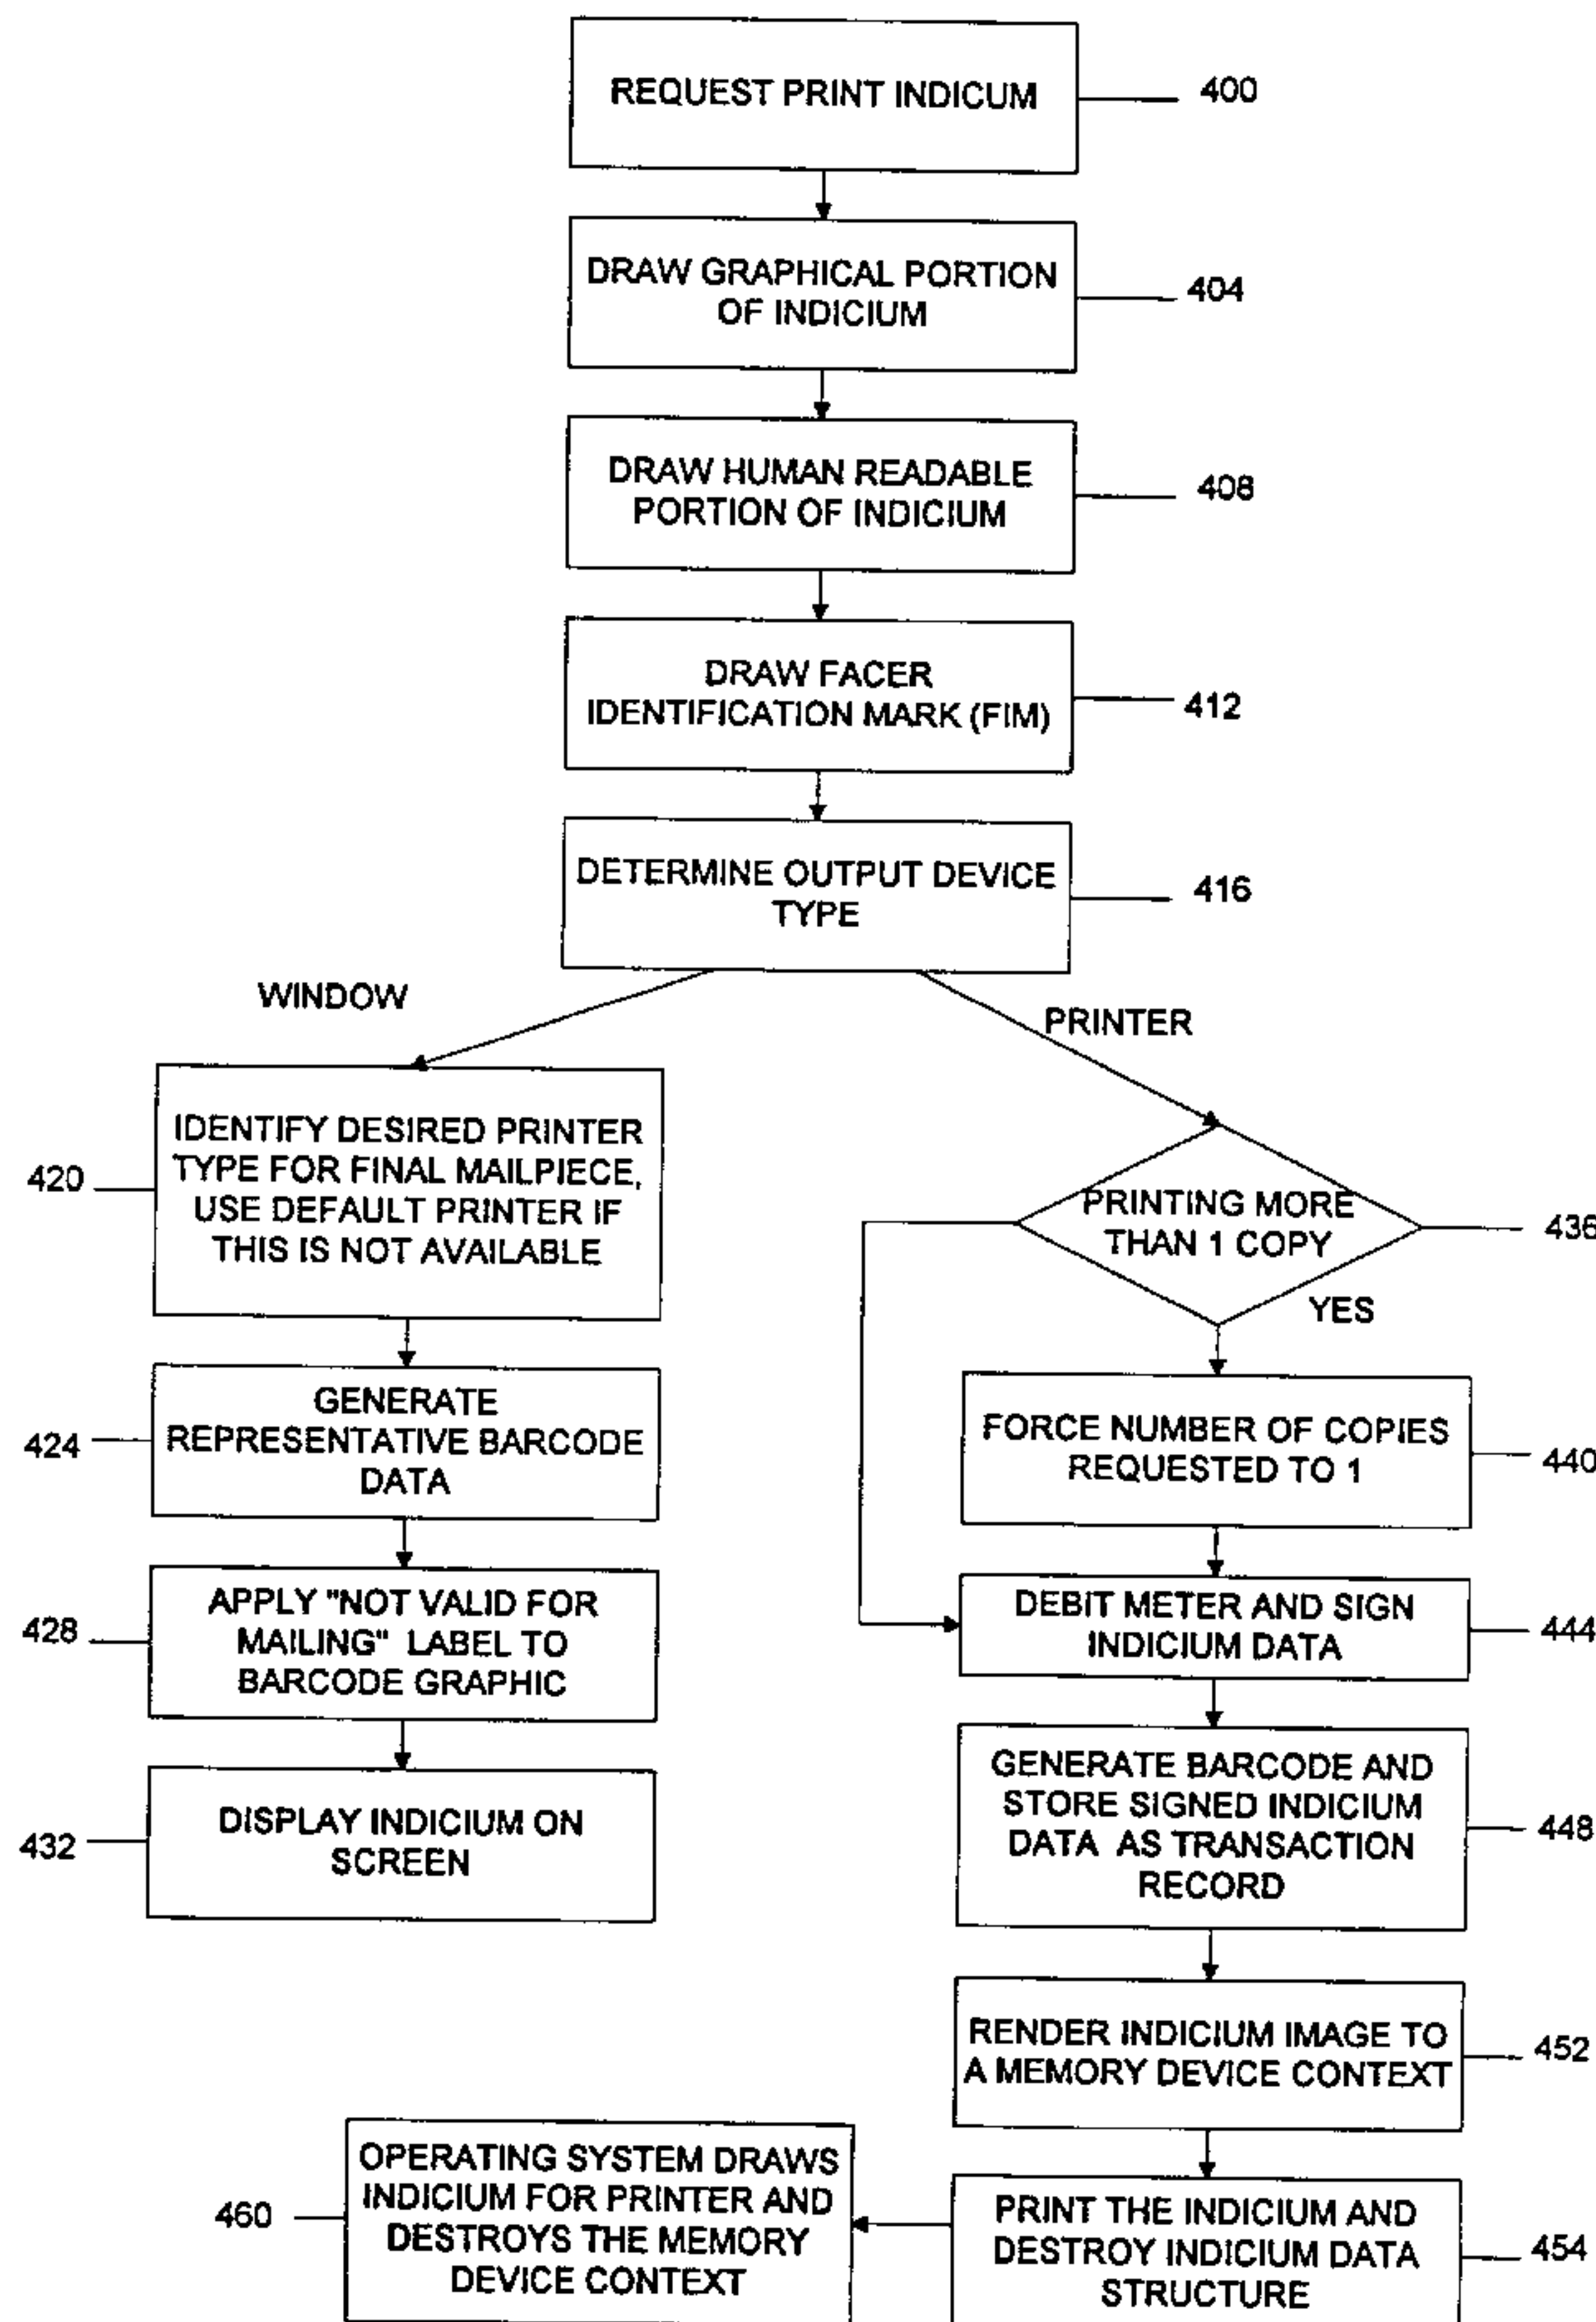 REQUEST PRINT INDICUM
400
DRAW GRAPHICAL PORTION
OF INDICIUM
404
DRAW HUMAN READABLE
PORTION OF INDICIUM
408
DRAW FACER
IDENTIFICATION MARK (FIM)
412
DETERMINE OUTPUT DEVICE
TYPE
416
WINDOW
PRINTER
IDENTIFY DESIRED PRINTER
TYPE FOR FINAL MAILPIECE,
USE DEFAULT PRINTER IF
THIS IS NOT AVAILABLE
420
GENERATE
REPRESENTATIVE BARCODE
DATA
424
APPLY "NOT VALID FOR
MAILING" LABEL TO
BARCODE GRAPHIC
428
DISPLAY INDICIUM ON
SCREEN
432
PRINTING MORE
THAN 1 COPY
436
YES
FORCE NUMBER OF COPIES
REQUESTED TO 1
440
DEBIT METER AND SIGN
INDICIUM DATA
444
GENERATE BARCODE AND
STORE SIGNED INDICIUM
DATA AS TRANSACTION
RECORD
448
RENDER INDICIUM IMAGE TO
A MEMORY DEVICE CONTEXT
452
PRINT THE INDICIUM AND
DESTROY INDICIUM DATA
STRUCTURE
454
OPERATING SYSTEM DRAWS
INDICIUM FOR PRINTER AND
DESTROYS THE MEMORY
DEVICE CONTEXT
460